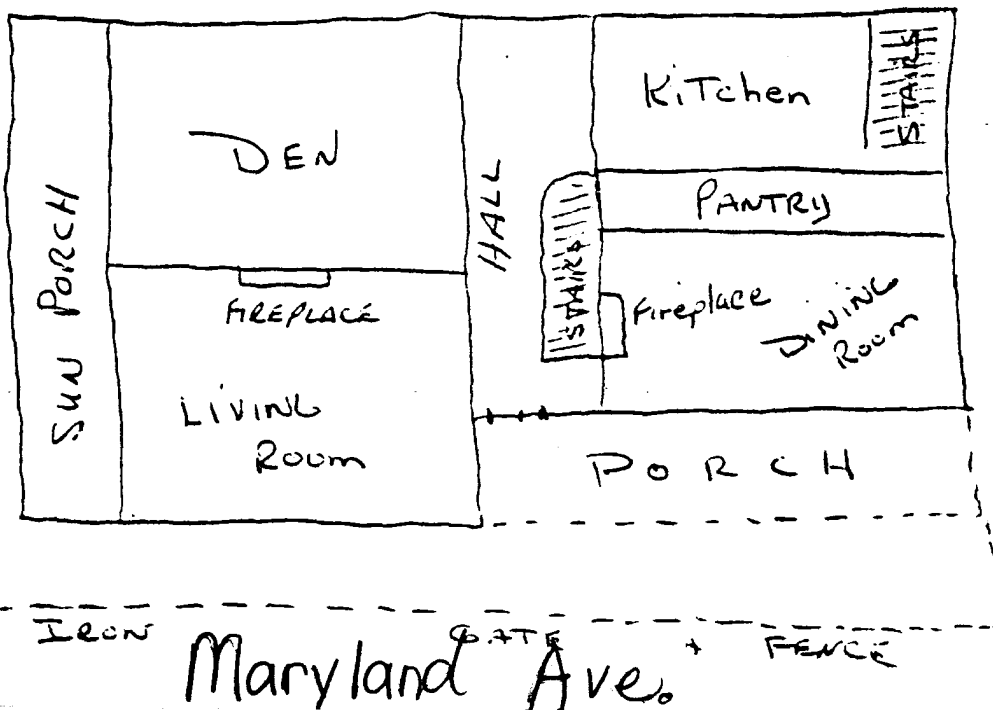 KiTchen
STAIRS
DEN
PANTRY
HALL
SUN PORCH
STAIRS
Fireplace
DINING
ROOM
FIREPLACE
LIVING
ROOM
PORCH
IRON GATE + FENCE
Maryland Ave.